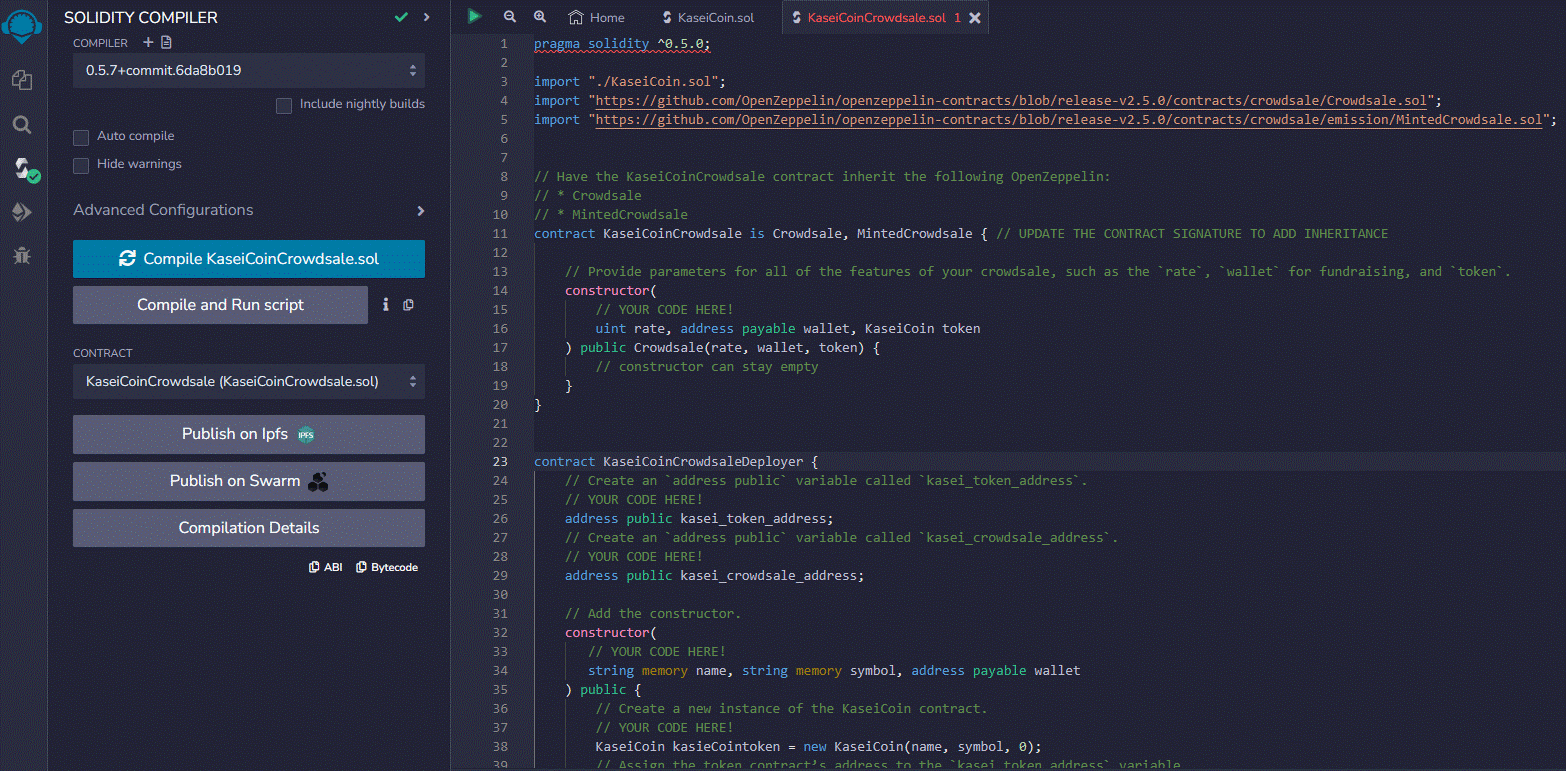 SOLIDITY COMPILER
COMPILER
0.5.7+commit.6da8b019
Include nightly builds
Auto compile
Hide warnings
Advanced Configurations
Compile KaseiCoinCrowdsale.sol
Compile and Run script
i
CONTRACT
KaseiCoinCrowdsale (KaseiCoinCrowdsale.sol)
Publish on Ipfs IPFS
Publish on Swarm
Compilation Details
ABI Bytecode
Home KaseiCoin.sol KaseiCoinCrowdsale.sol 1
1 pragma solidity ^0.5.0;
2
3 import "./KaseiCoin.sol";
4 import "https://github.com/OpenZeppelin/openzeppelin-contracts/blob/release-v2.5.0/contracts/crowdsale/Crowdsale.sol";
5 import "https://github.com/OpenZeppelin/openzeppelin-contracts/blob/release-v2.5.0/contracts/crowdsale/emission/MintedCrowdsale.sol";
6
7
8 // Have the KaseiCoinCrowdsale contract inherit the following OpenZeppelin:
9 // * Crowdsale
10 // * MintedCrowdsale
11 contract KaseiCoinCrowdsale is Crowdsale, MintedCrowdsale { // UPDATE THE CONTRACT SIGNATURE TO ADD INHERITANCE
12
13 // Provide parameters for all of the features of your crowdsale, such as the `rate`, `wallet` for fundraising, and `token`.
14 constructor(
15 // YOUR CODE HERE!
16 uint rate, address payable wallet, KaseiCoin token
17 ) public Crowdsale(rate, wallet, token) {
18 // constructor can stay empty
19 }
20 }
21
22
23 contract KaseiCoinCrowdsaleDeployer {
24 // Create an `address public` variable called `kasei_token_address`.
25 // YOUR CODE HERE!
26 address public kasei_token_address;
27 // Create an `address public` variable called `kasei_crowdsale_address`.
28 // YOUR CODE HERE!
29 address public kasei_crowdsale_address;
30
31 // Add the constructor.
32 constructor(
33 // YOUR CODE HERE!
34 string memory name, string memory symbol, address payable wallet
35 ) public {
36 // Create a new instance of the KaseiCoin contract.
37 // YOUR CODE HERE!
38 KaseiCoin kasieCointoken = new KaseiCoin(name, symbol, 0);
39 // Assign the token contract’s address to the `kasei_token_address` variable